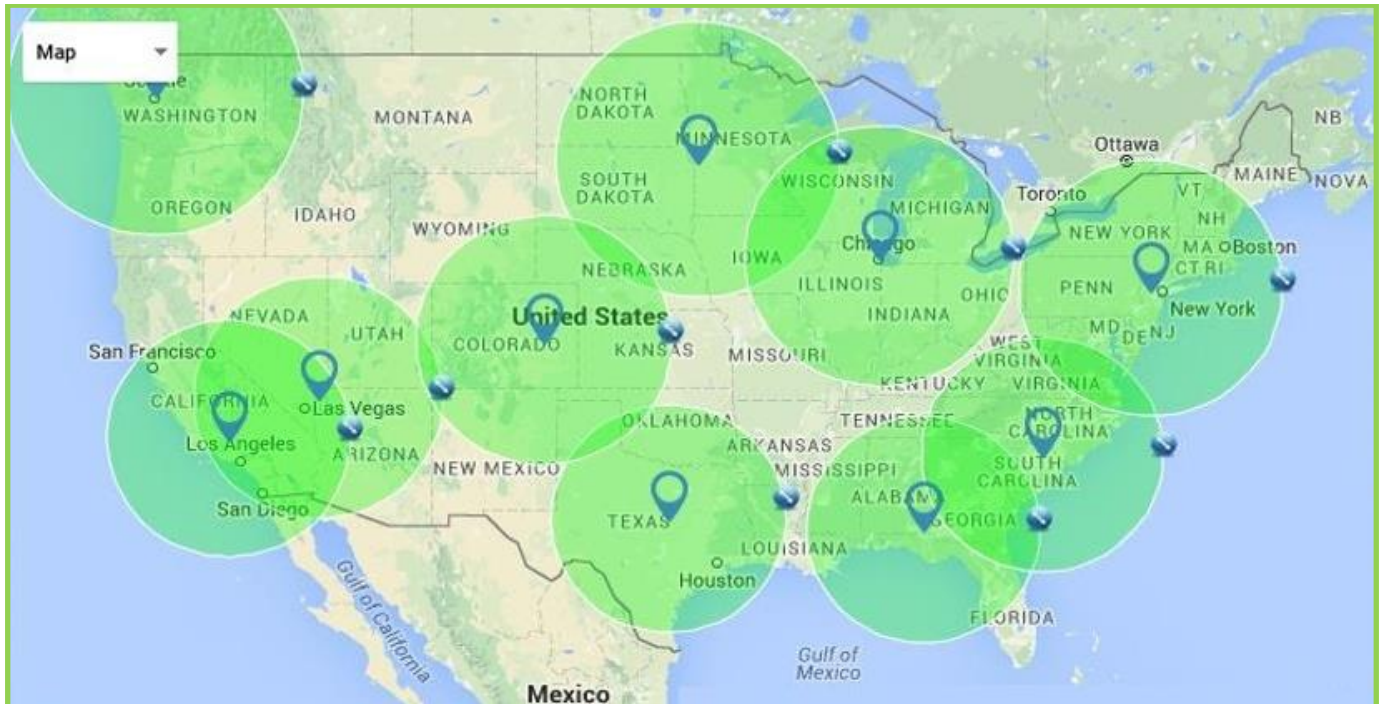 Map
WASHINGTON
MONTANA
NORTH
DAKOTA
MINNESOTA
Ottawa
NB
SOUTH
DAKOTA
WISCONSIN
MICHIGAN
Toronto
MAINE
NOVA
VT
NH
OREGON
IDAHO
WYOMING
NEW YORK
MA
Boston
CT
RI
Chicago
IOWA
NEBRASKA
ILLINOIS
OHIO
PENN
New York
INDIANA
NEVADA
UTAH
United States
COLORADO
KANSAS
MISSOURI
WEST
VIRGINIA
MD
DE
NJ
San Francisco
KENTUCKY
VIRGINIA
CALIFORNIA
Las Vegas
OKLAHOMA
TENNESSEE
NORTH
CAROLINA
Los Angeles
ARIZONA
NEW MEXICO
ARKANSAS
MISSISSIPPI
SOUTH
CAROLINA
ALABAMA
San Diego
TEXAS
GEORGIA
LOUISIANA
Houston
FLORIDA
Gulf of California
Gulf of
Mexico
Mexico